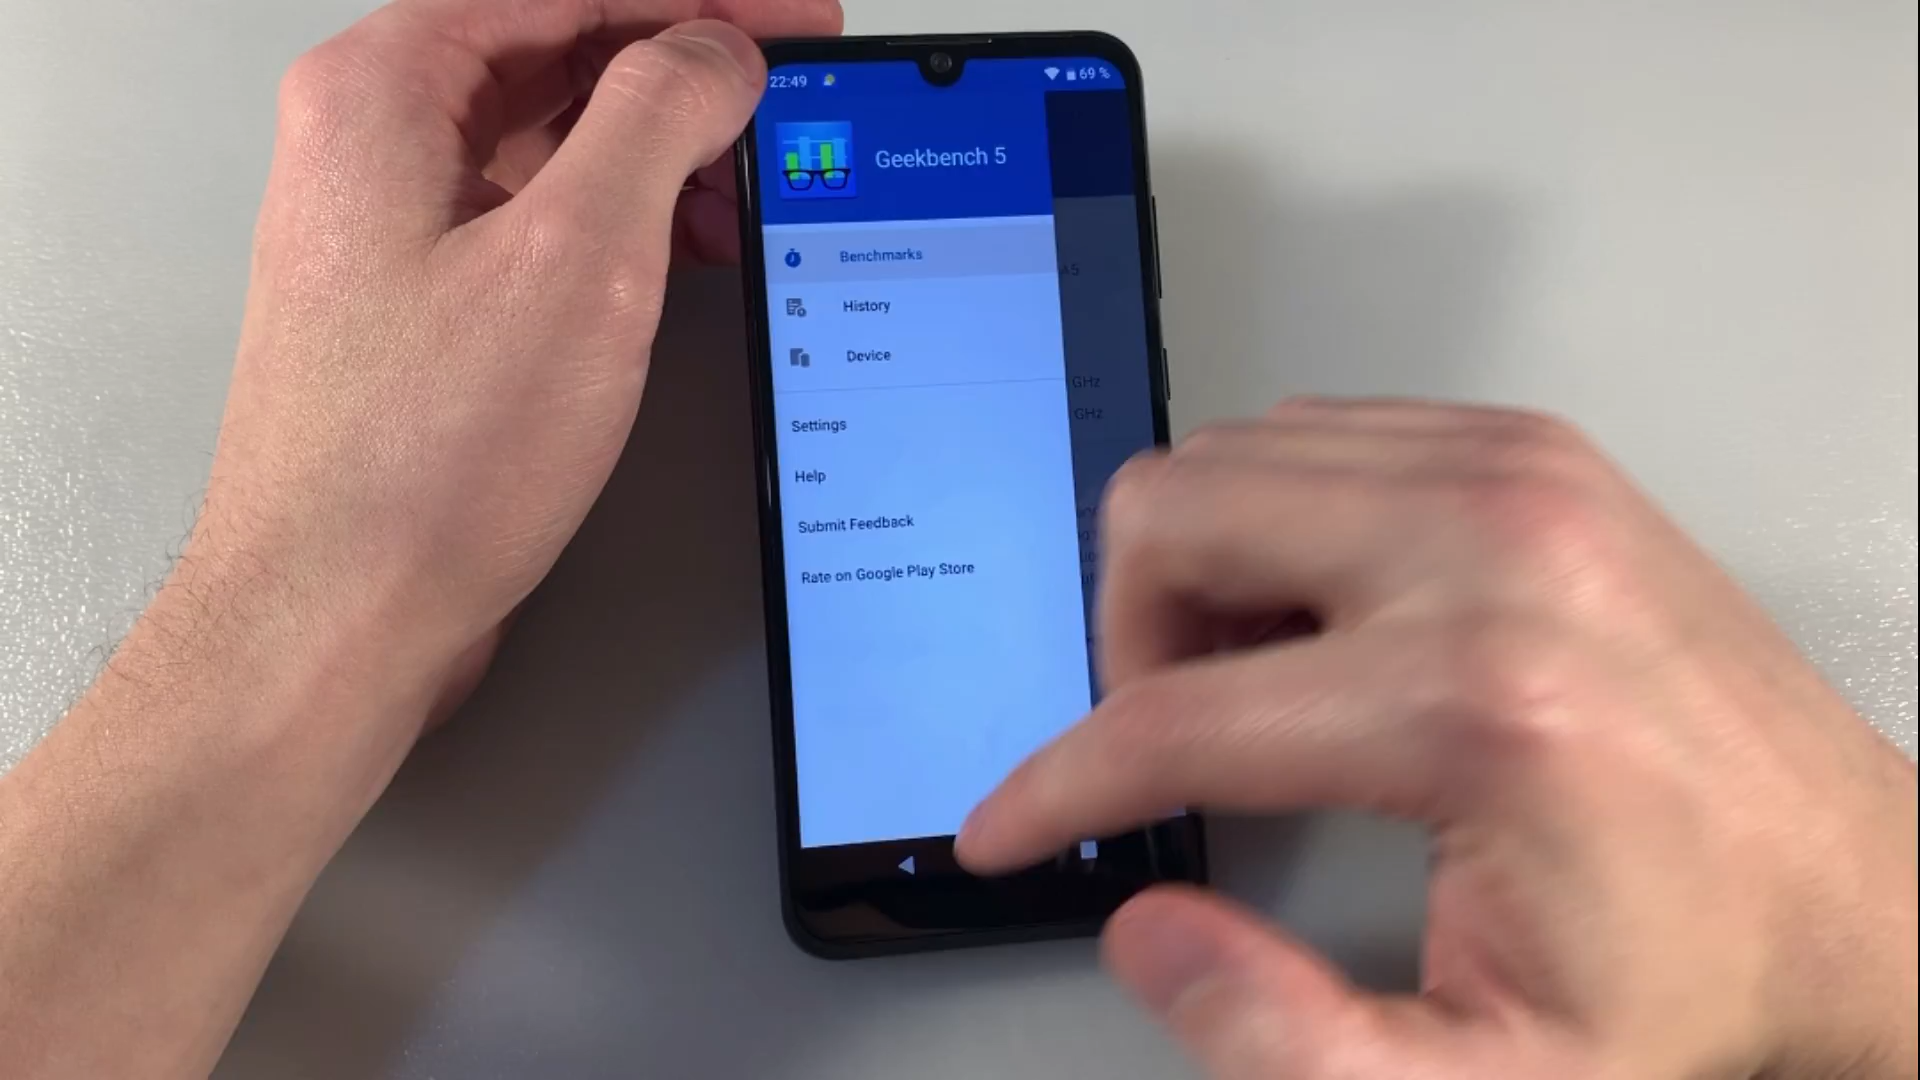 22:49 69 %
Geekbench 5
Benchmarks
A5
History
Device
GHz
GHz
Settings
Help
Submit Feedback
Rate on Google Play Store